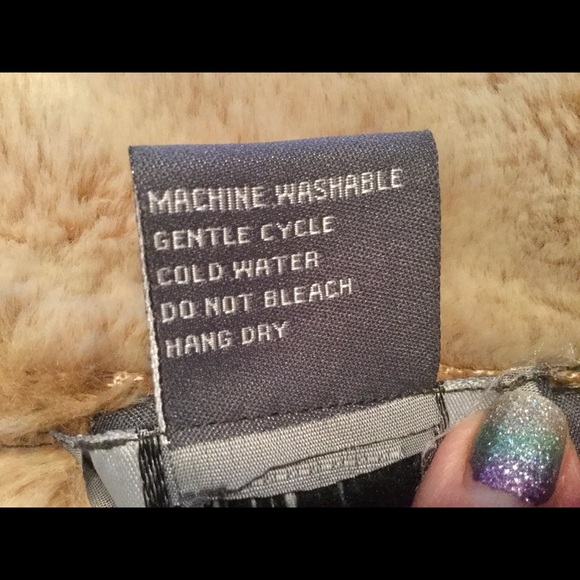 MACHINE WASHABLE
GENTLE CYCLE
COLD WATER
DO NOT BLEACH
HANG DRY